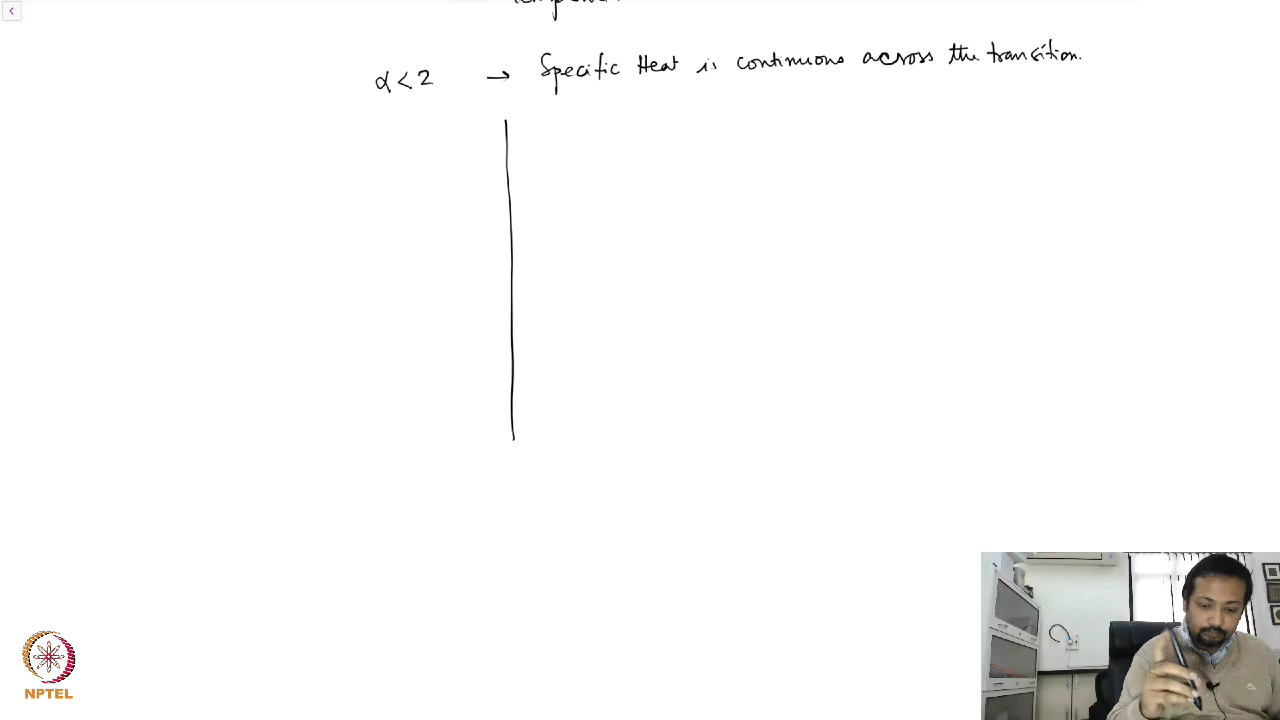 α < 2 → Specific Heat is continuous across the transition.
NPTEL